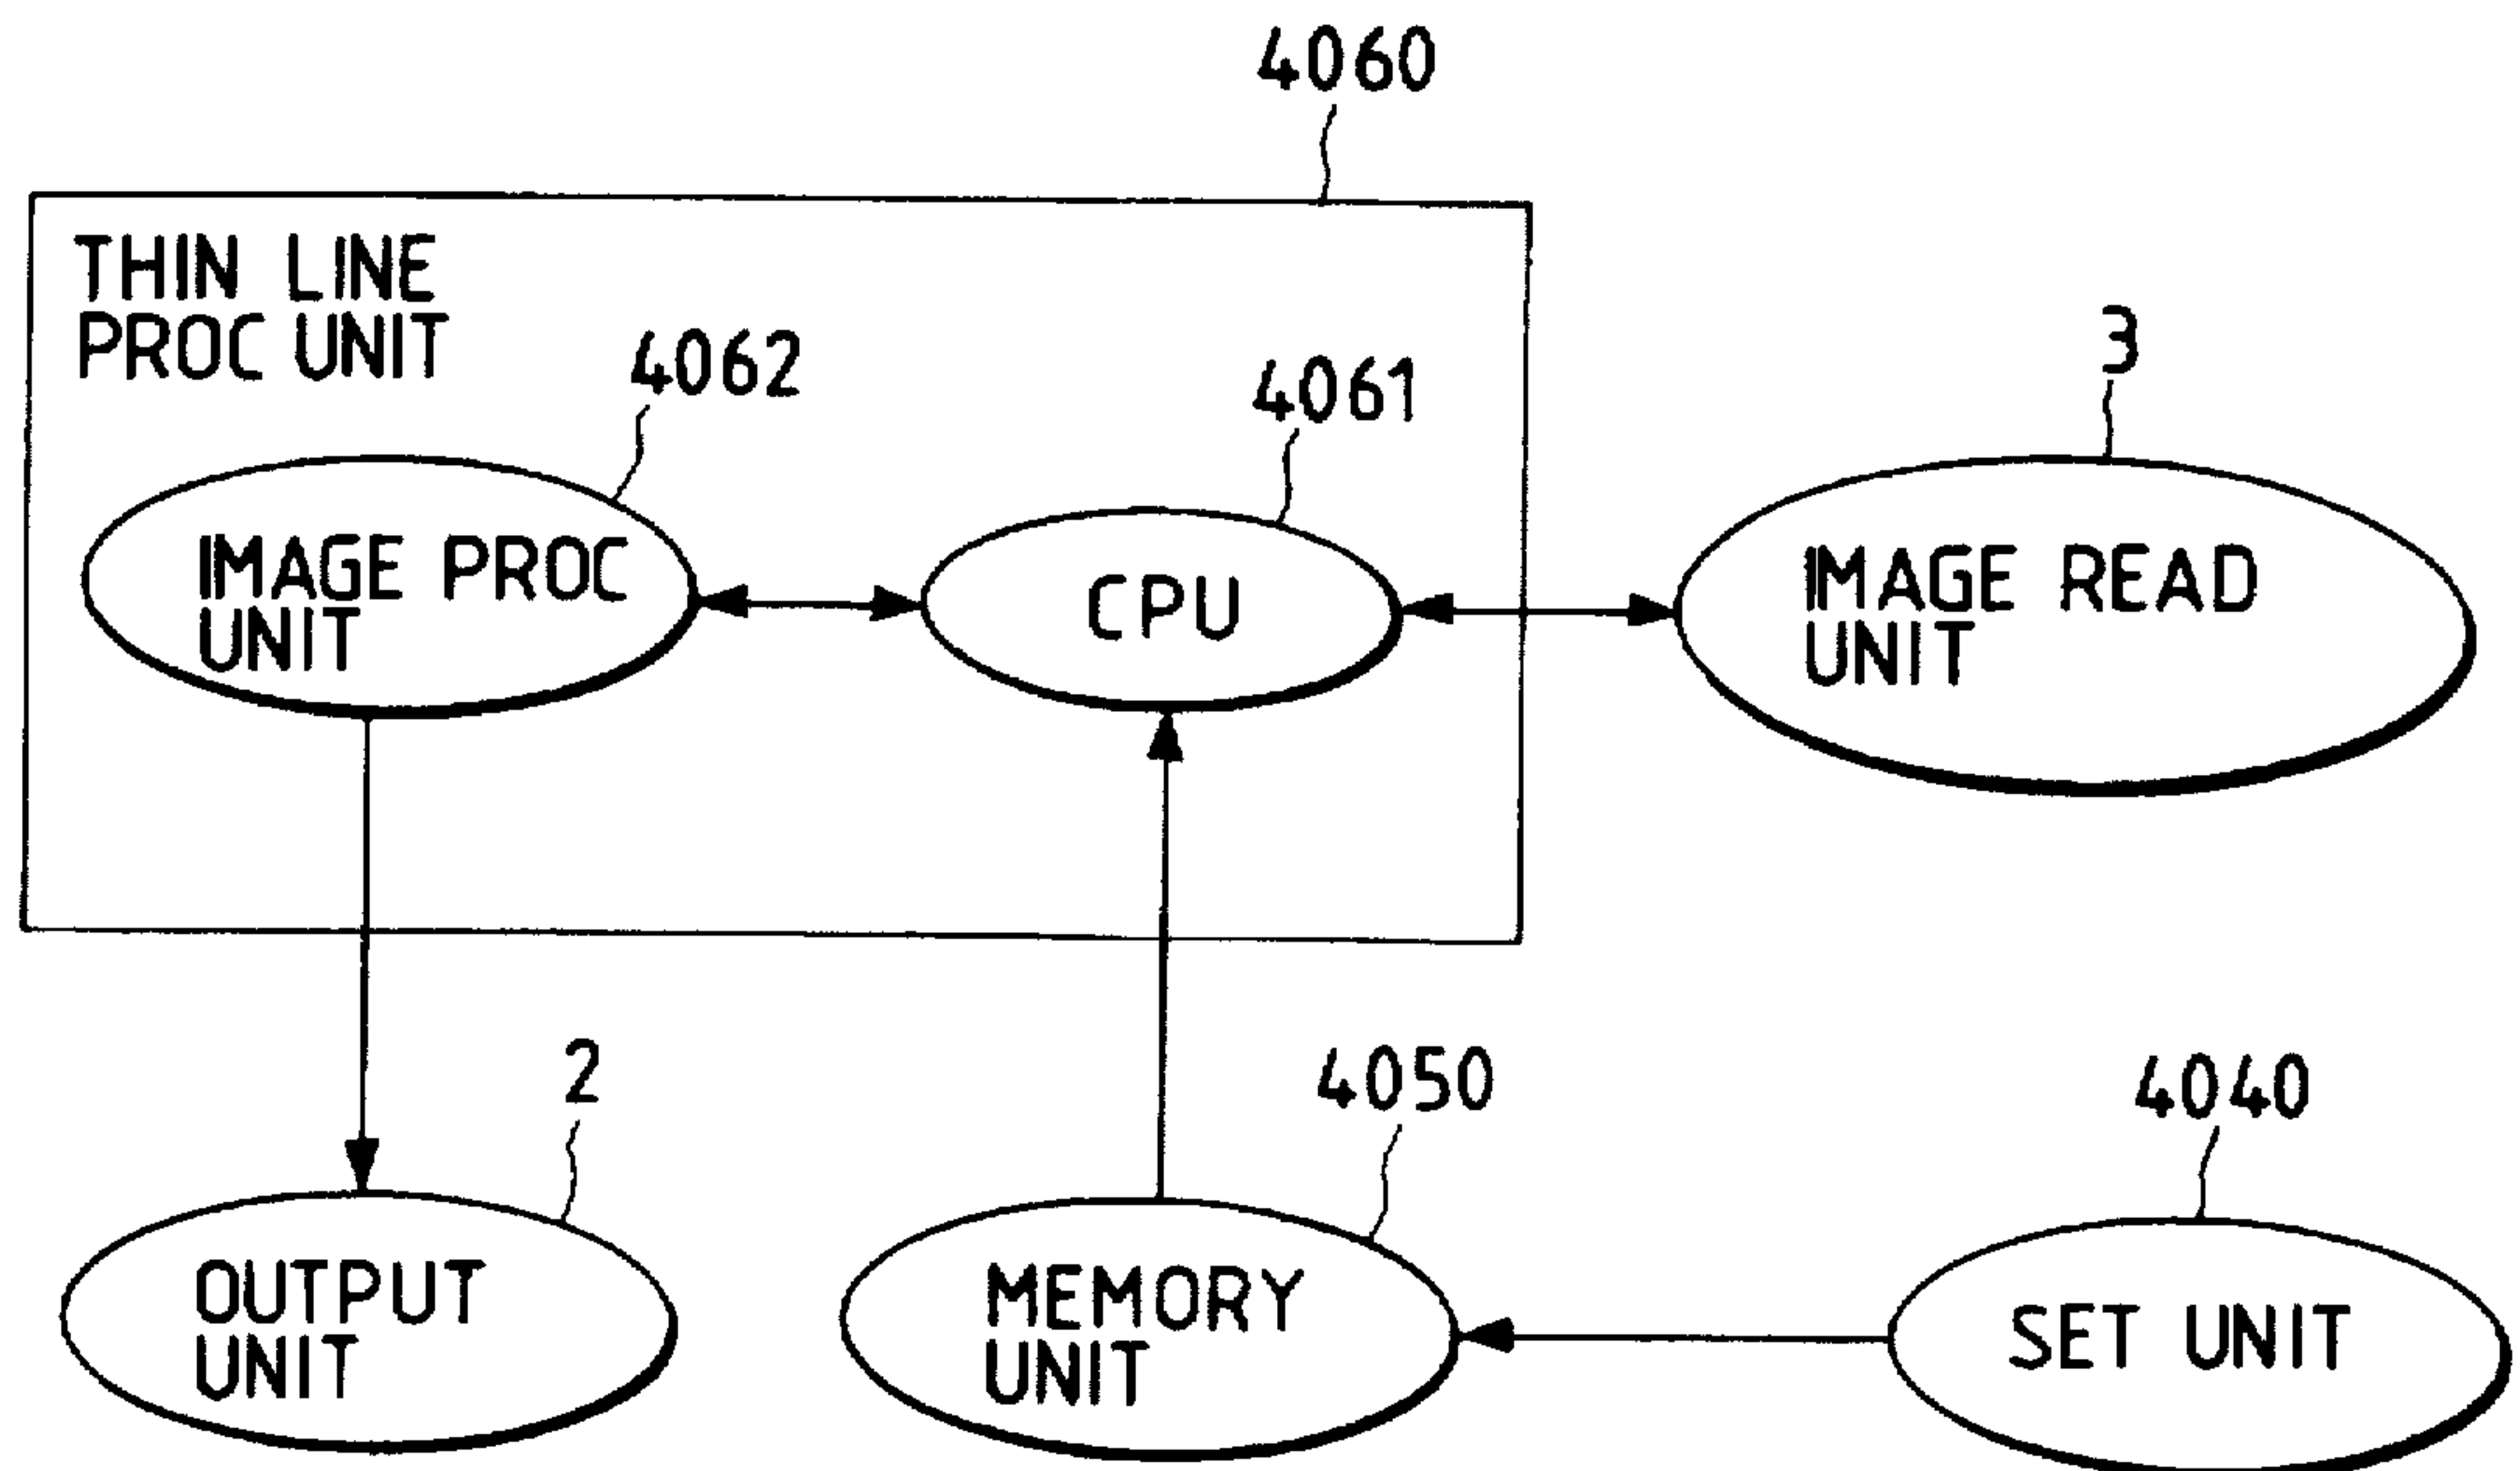 4060
THIN LINE
PROC UNIT
4062
4061
3
IMAGE PROC
UNIT
CPU
IMAGE READ
UNIT
2
4050
4040
OUTPUT
UNIT
MEMORY
UNIT
SET UNIT